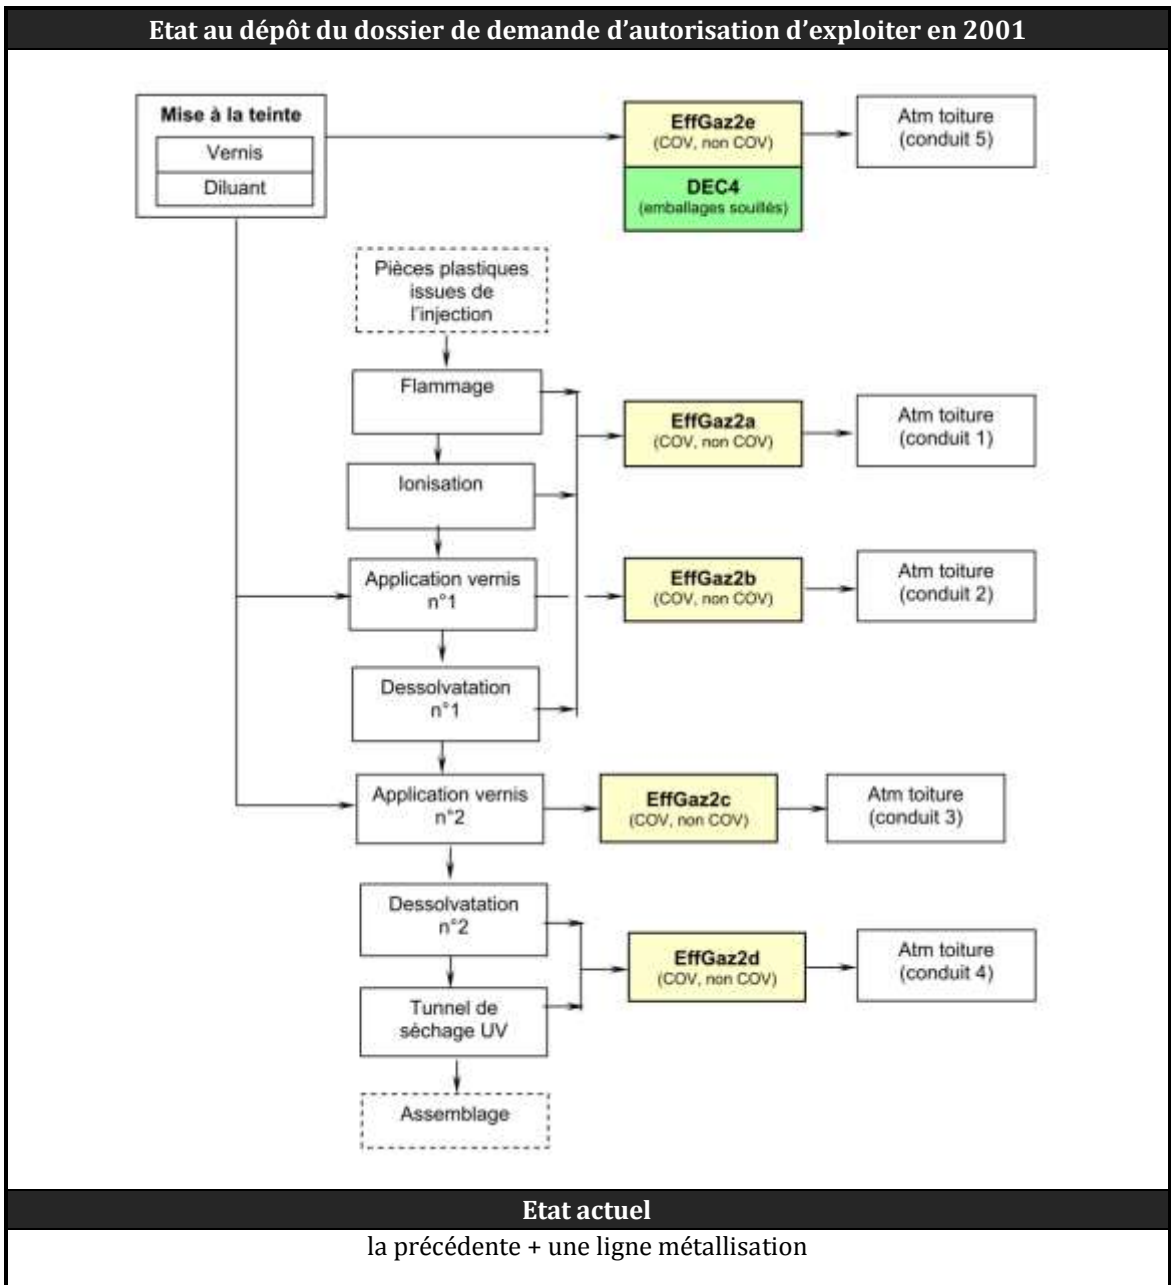 Etat au dépôt du dossier de demande d'autorisation d'exploiter en 2001
Mise à la teinte
Vernis
Diluant
EffGaz2e
(COV, non COV)
DEC4
(emballages souillés)
Atm toiture
(conduit 5)
Pièces plastiques
issues de
l'injection
Flammage
EffGaz2a
(COV, non COV)
Atm toiture
(conduit 1)
Ionisation
Application vernis
n°1
EffGaz2b
(COV, non COV)
Atm toiture
(conduit 2)
Dessolvatation
n°1
Application vernis
n°2
EffGaz2c
(COV, non COV)
Atm toiture
(conduit 3)
Dessolvatation
n°2
EffGaz2d
(COV, non COV)
Atm toiture
(conduit 4)
Tunnel de
séchage UV
Assemblage
Etat actuel
la précédente + une ligne métallisation